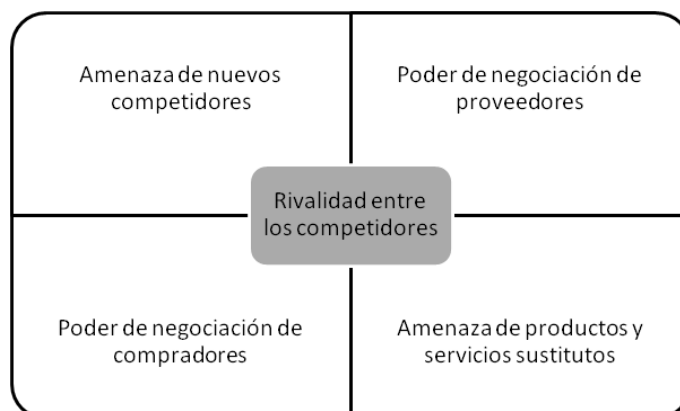 Amenaza de nuevos
competidores
Poder de negociación de
proveedores
Rivalidad entre
los competidores
Poder de negociación de
compradores
Amenaza de productos y
servicios sustitutos